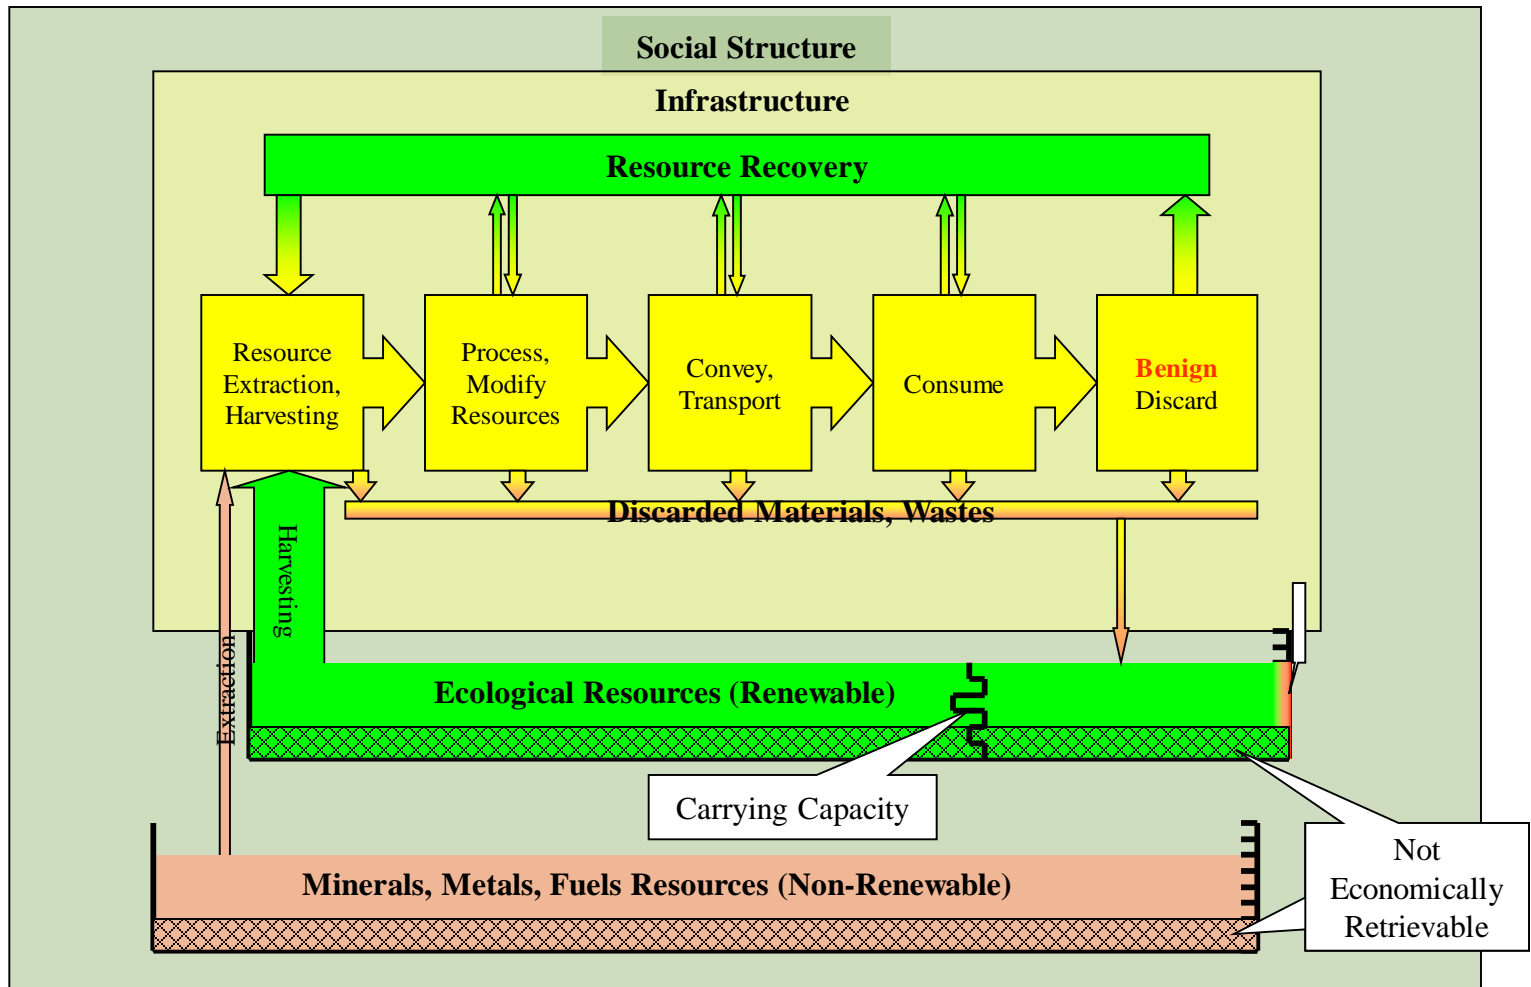 Social Structure
Infrastructure
Resource Recovery
Resource
Extraction,
Harvesting
Process,
Modify
Resources
Convey,
Transport
Consume
Benign
Discard
Discarded Materials, Wastes
Harvesting
Extraction
Ecological Resources (Renewable)
Carrying Capacity
Minerals, Metals, Fuels Resources (Non-Renewable)
Not
Economically
Retrievable